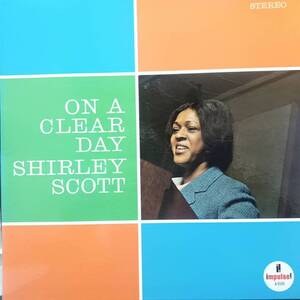 STEREO
ON A
CLEAR
DAY
SHIRLEY
SCOTT
impulse!